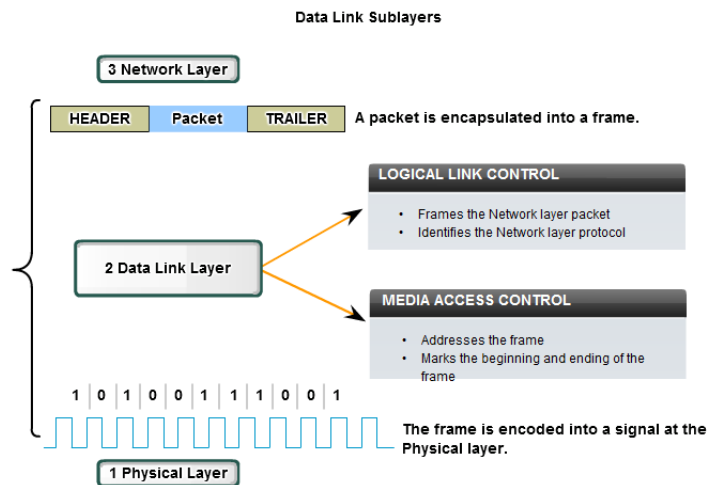 Data Link Sublayers
3 Network Layer
HEADER Packet TRAILER A packet is encapsulated into a frame.
LOGICAL LINK CONTROL
• Frames the Network layer packet
• Identifies the Network layer protocol
2 Data Link Layer
MEDIA ACCESS CONTROL
• Addresses the frame
• Marks the beginning and ending of the
frame
1 0 1 0 0 1 1 1 0 0 1
The frame is encoded into a signal at the
Physical layer.
1 Physical Layer